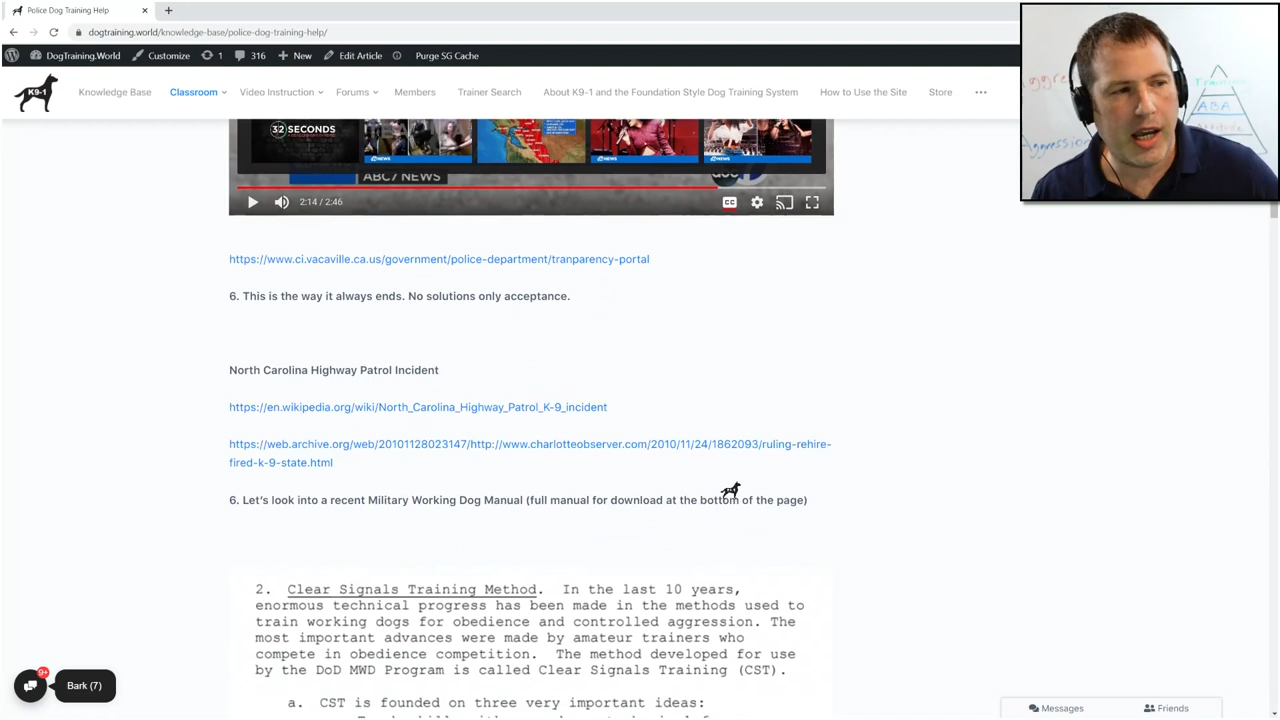 Police Dog Training Help
dogtraining.world/knowledge-base/police-dog-training-help/
DogTraining.World Customize 1 316 New Edit Article Purge SG Cache
K9-1
Knowledge Base Classroom Video Instruction Forums Members Trainer Search About K9-1 and the Foundation Style Dog Training System How to Use the Site Store
Training
ABA
Aggression
32 SECONDS
NEWS NEWS NEWS
ABC7 NEWS
2:14 / 2:46
CC
https://www.ci.vacaville.ca.us/government/police-department/tranparency-portal
6. This is the way it always ends. No solutions only acceptance.
North Carolina Highway Patrol Incident
https://en.wikipedia.org/wiki/North_Carolina_Highway_Patrol_K-9_incident
https://web.archive.org/web/20101128023147/http://www.charlotteobserver.com/2010/11/24/1862093/ruling-rehire-
fired-k-9-state.html
6. Let's look into a recent Military Working Dog Manual (full manual for download at the bottom of the page)
2. Clear Signals Training Method. In the last 10 years,
enormous technical progress has been made in the methods used to
train working dogs for obedience and controlled aggression. The
most important advances were made by amateur trainers who
compete in obedience competition. The method developed for use
by the DoD MWD Program is called Clear Signals Training (CST).
a. CST is founded on three very important ideas:
9+
Bark (7)
Messages Friends